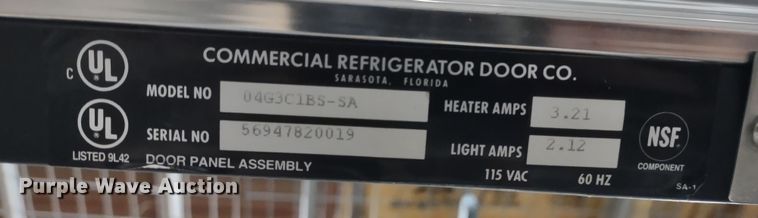 COMMERCIAL REFRIGERATOR DOOR CO.
SARASOTA, FLORIDA
C UL
MODEL NO 04G3C1BS-SA HEATER AMPS 3.21
UL
SERIAL NO 56947820019 LIGHT AMPS 2.12
NSF
LISTED 9L42 DOOR PANEL ASSEMBLY
COMPONENT
115 VAC 60 HZ
SA-1
Purple Wave Auction